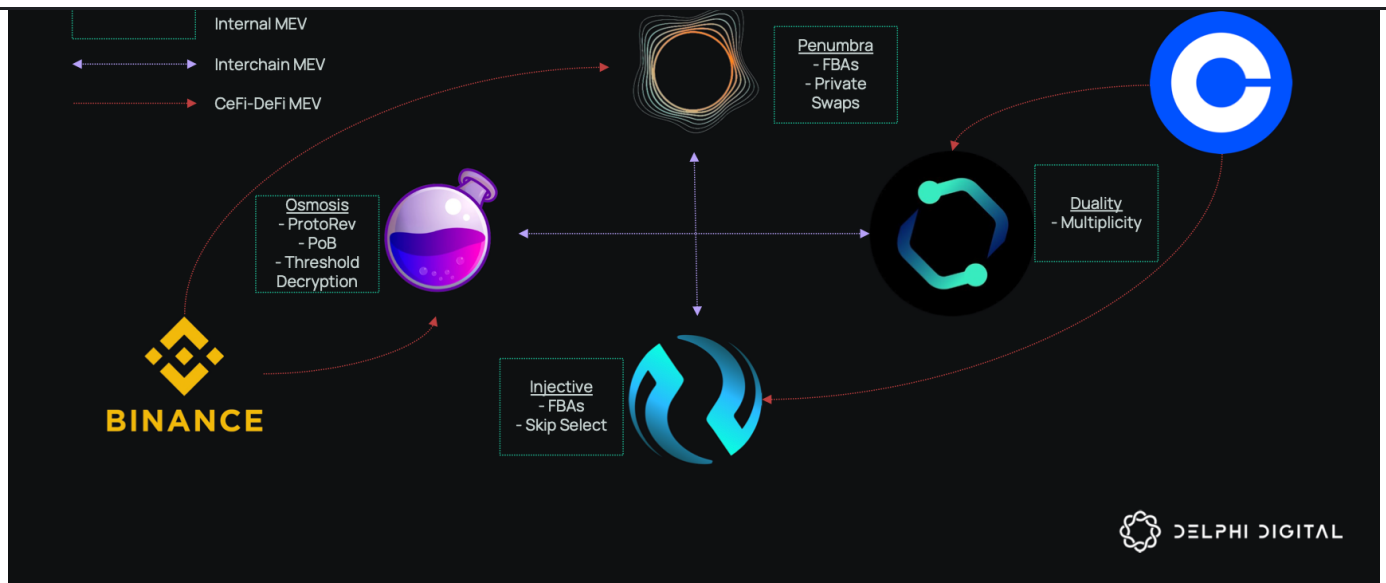 Internal MEV
Interchain MEV
CeFi-DeFi MEV
Penumbra
- FBAs
- Private
Swaps
Osmosis
- ProtoRev
- PoB
- Threshold
Decryption
Duality
- Multiplicity
BINANCE
Injective
- FBAs
- Skip Select
DELPHI DIGITAL